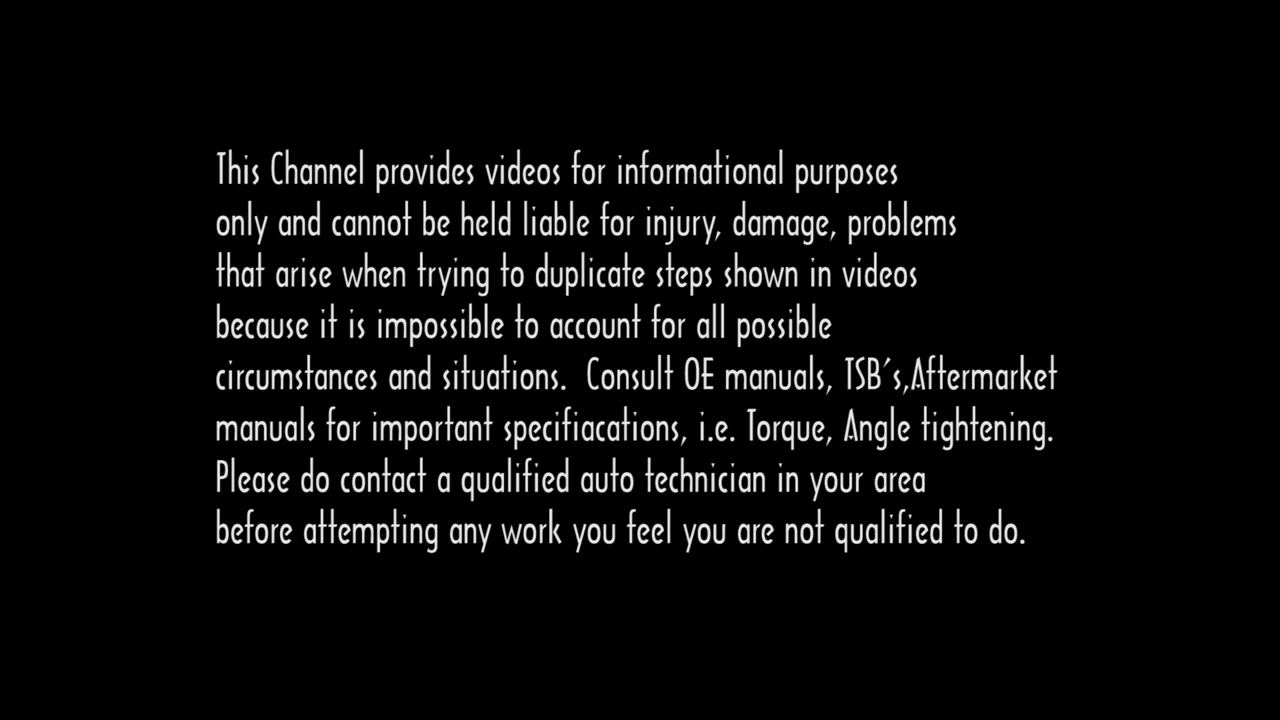 This Channel provides videos for informational purposes
only and cannot be held liable for injury, damage, problems
that arise when trying to duplicate steps shown in videos
because it is impossible to account for all possible
circumstances and situations.  Consult OE manuals, TSB's,Aftermarket
manuals for important specifiacations, i.e. Torque, Angle tightening.
Please do contact a qualified auto technician in your area
before attempting any work you feel you are not qualified to do.